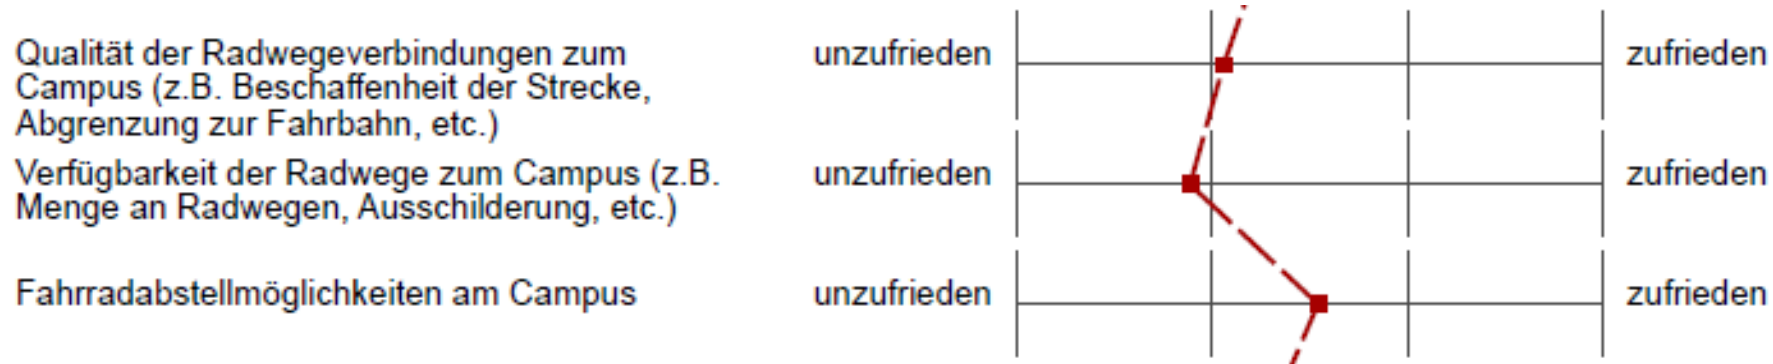 Qualität der Radwegeverbindungen zum unzufrieden zufrieden
Campus (z.B. Beschaffenheit der Strecke,
Abgrenzung zur Fahrbahn, etc.)
Verfügbarkeit der Radwege zum Campus (z.B. unzufrieden zufrieden
Menge an Radwegen, Ausschilderung, etc.)
Fahrradabstellmöglichkeiten am Campus unzufrieden zufrieden